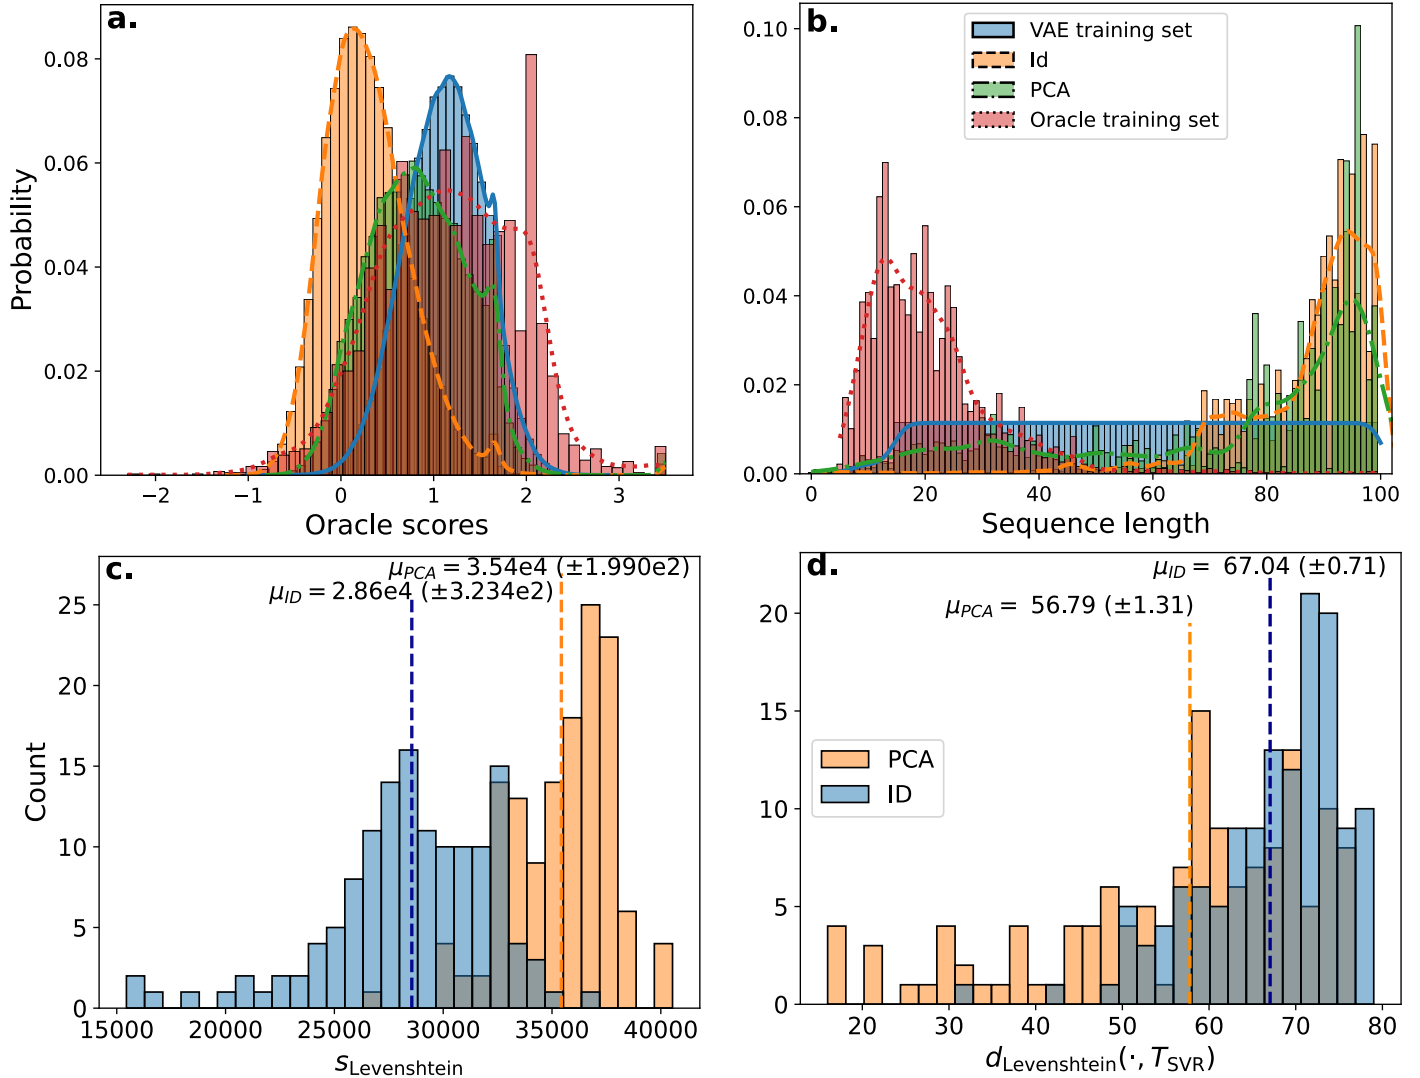 a.
0.08
0.06
0.04
0.02
0.00
Probability
−2 −1 0 1 2 3
Oracle scores
b.
VAE training set
Id
PCA
Oracle training set
0.10
0.08
0.06
0.04
0.02
0.00
0 20 40 60 80 100
Sequence length
c.
μPCA = 3.54e4 (±1.990e2)
μID = 2.86e4 (±3.234e2)
25
20
15
10
5
0
Count
15000 20000 25000 30000 35000 40000
sLevenshtein
d.
μID = 67.04 (±0.71)
μPCA = 56.79 (±1.31)
20
15
10
5
0
PCA
ID
20 30 40 50 60 70 80
dLevenshtein(·, TSVR)